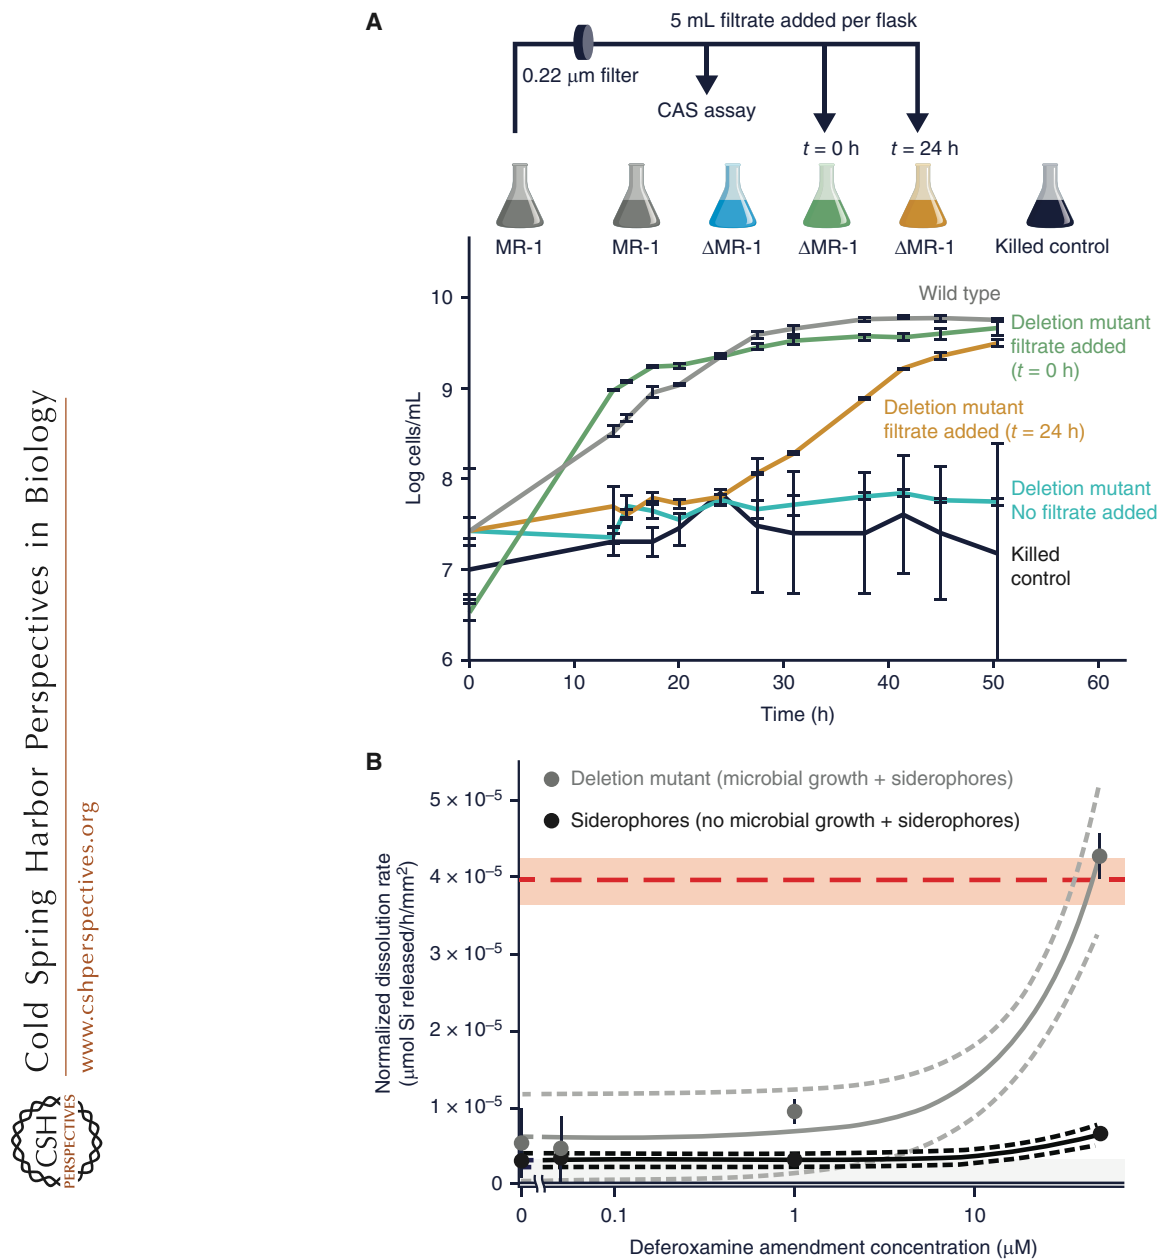 Cold Spring Harbor Perspectives in Biology
www.cshperspectives.org
CSH
PERSPECTIVES
A
5 mL filtrate added per flask
0.22 μm filter
CAS assay
t = 0 h
t = 24 h
MR-1
MR-1
ΔMR-1
ΔMR-1
ΔMR-1
Killed control
Log cells/mL
10
9
8
7
6
0
10
20
30
40
50
60
Time (h)
Wild type
Deletion mutant
filtrate added
(t = 0 h)
Deletion mutant
filtrate added (t = 24 h)
Deletion mutant
No filtrate added
Killed
control
B
Deletion mutant (microbial growth + siderophores)
Siderophores (no microbial growth + siderophores)
Normalized dissolution rate
(μmol Si released/h/mm²)
5 × 10⁻⁵
4 × 10⁻⁵
3 × 10⁻⁵
2 × 10⁻⁵
1 × 10⁻⁵
0
0
0.1
1
10
Deferoxamine amendment concentration (μM)